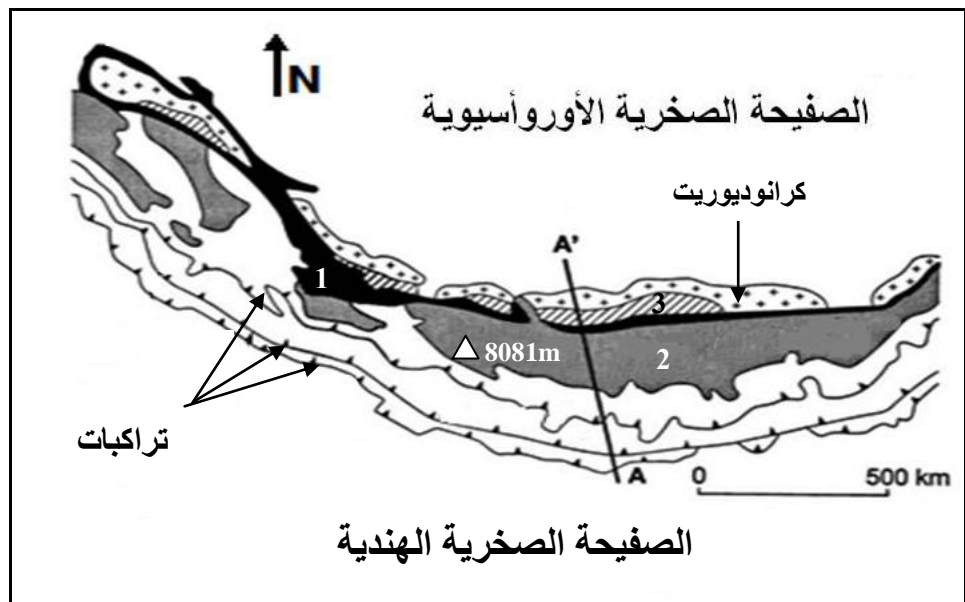 N
الصفيحة الصخرية الأوروأسيوية
كرانوديوريت
A'
1
3
8081m
2
تراكبات
A
0
500 km
الصفيحة الصخرية الهندية